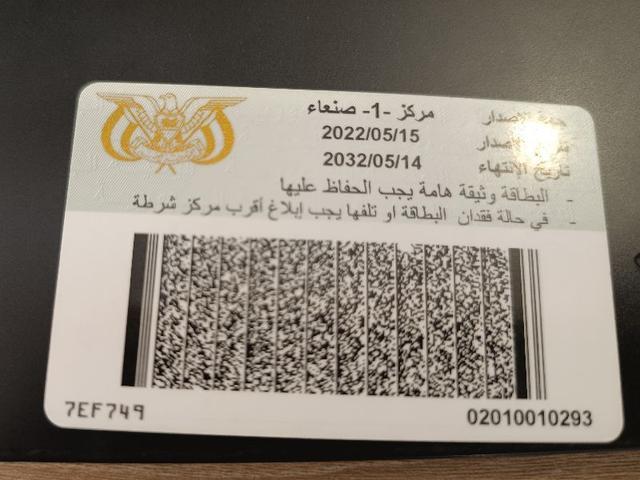 جهة الإصدار مركز -1- صنعاء
الإصدار 2022/05/15
تاريخ الإنتهاء 2032/05/14
- البطاقة وثيقة هامة يجب الحفاظ عليها
- في حالة فقدان البطاقة او تلفها يجب إبلاغ أقرب مركز شرطة
7EF749
02010010293